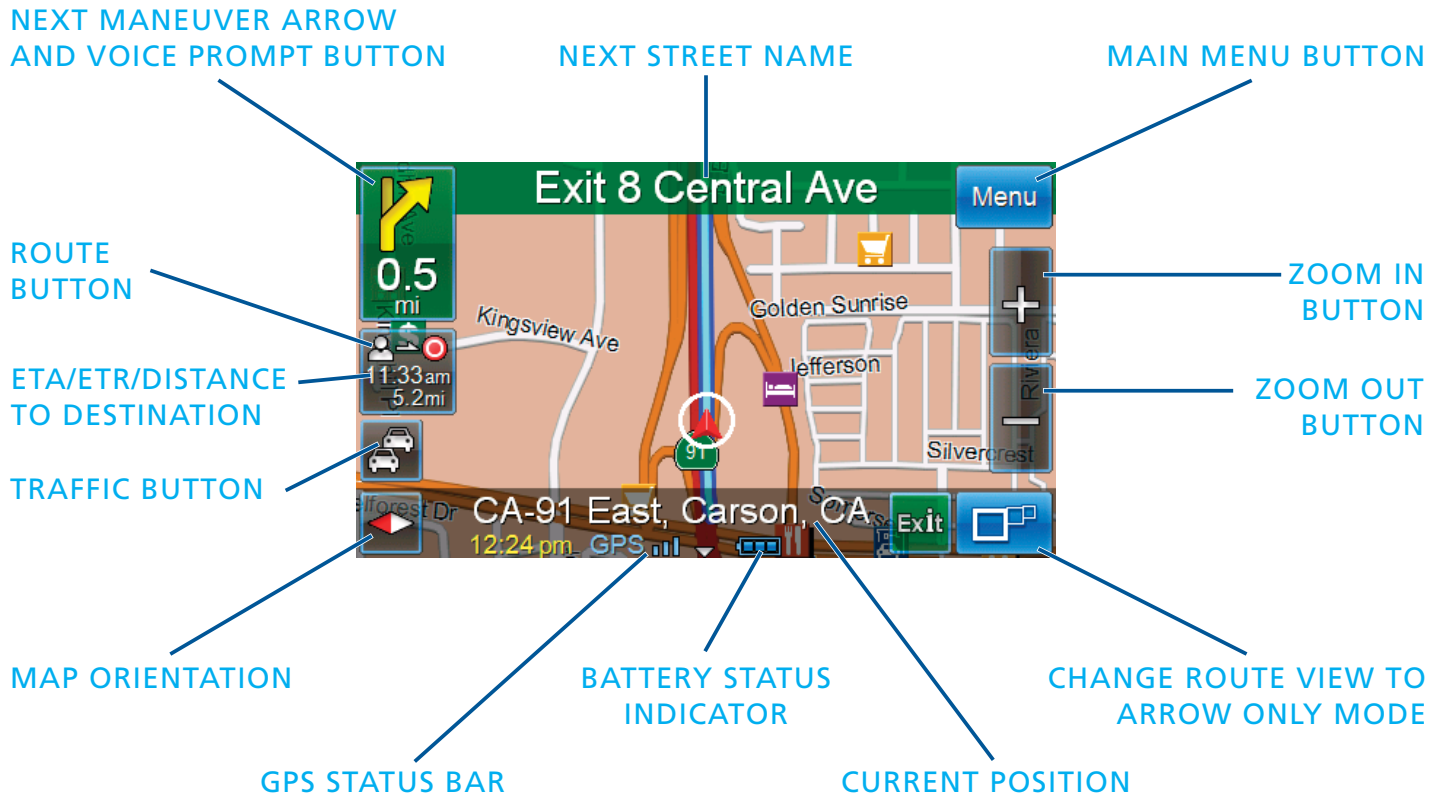 NEXT MANEUVER ARROW
AND VOICE PROMPT BUTTON
NEXT STREET NAME
MAIN MENU BUTTON
Exit 8 Central Ave
Menu
0.5
mi
ROUTE
BUTTON
ZOOM IN
BUTTON
Golden Sunrise
Kingsview Ave
Jefferson
Riviera
11:33am
5.2mi
ETA/ETR/DISTANCE
TO DESTINATION
ZOOM OUT
BUTTON
91
Silvercrest
TRAFFIC BUTTON
CA-91 East, Carson, CA
Exit
12:24 pm GPS
MAP ORIENTATION
BATTERY STATUS
INDICATOR
CHANGE ROUTE VIEW TO
ARROW ONLY MODE
GPS STATUS BAR
CURRENT POSITION